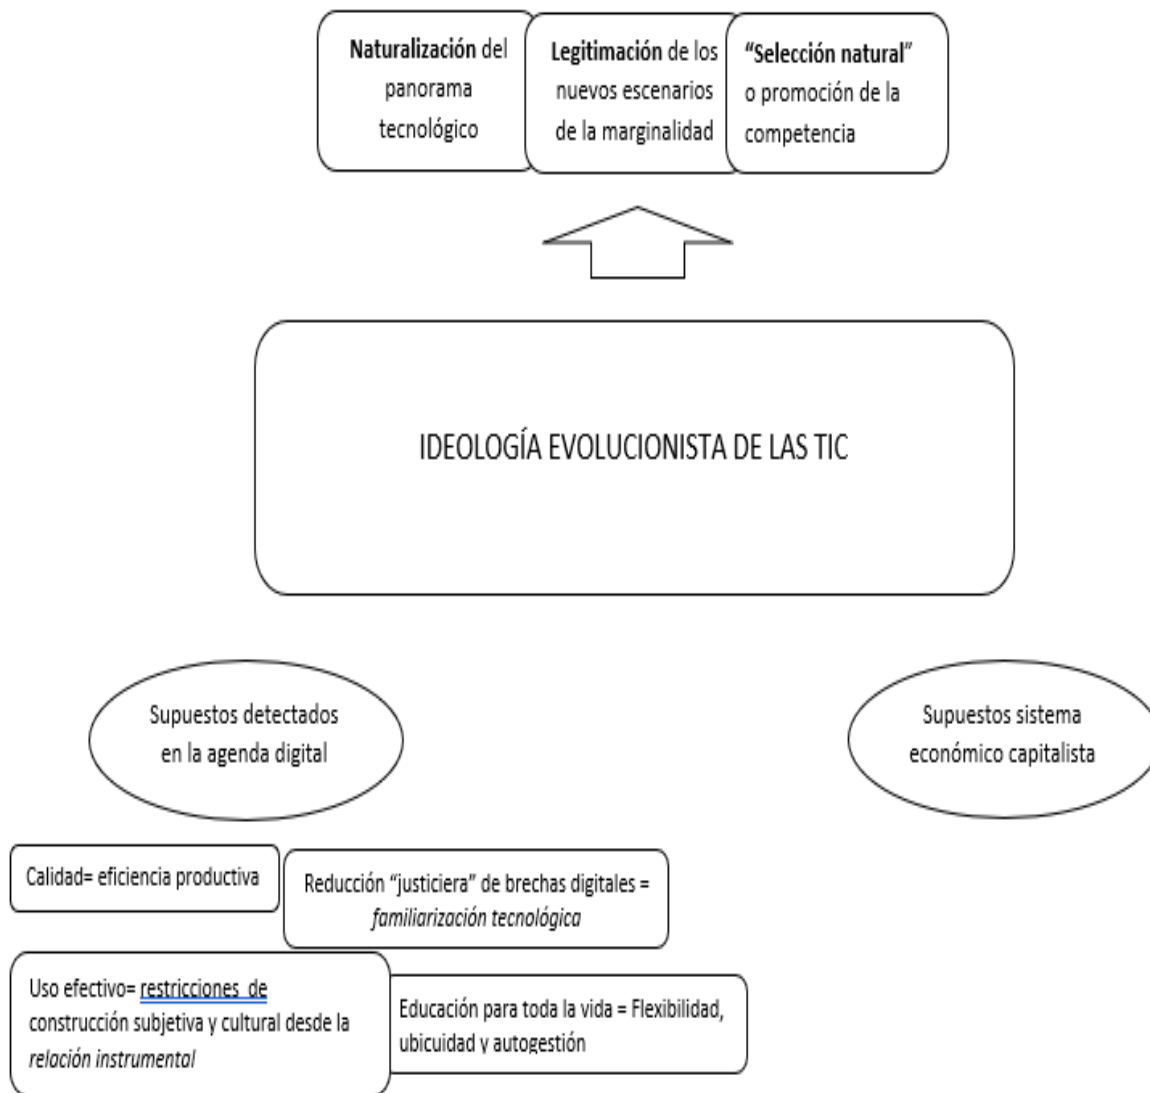 Naturalización del
panorama
tecnológico
Legitimación de los
nuevos escenarios
de la marginalidad
“Selección natural”
o promoción de la
competencia
IDEOLOGÍA EVOLUCIONISTA DE LAS TIC
Supuestos detectados
en la agenda digital
Supuestos sistema
económico capitalista
Calidad= eficiencia productiva
Reducción “justiciera” de brechas digitales =
familiarización tecnológica
Uso efectivo= restricciones de
construcción subjetiva y cultural desde la
relación instrumental
Educación para toda la vida = Flexibilidad,
ubicuidad y autogestión